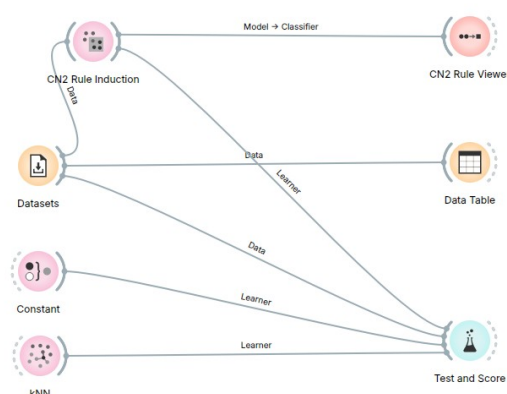 Model → Classifier
CN2 Rule Induction
CN2 Rule Viewe
Data
Data
Datasets
Data Table
Learner
Data
Learner
Constant
Learner
Test and Score
kNN